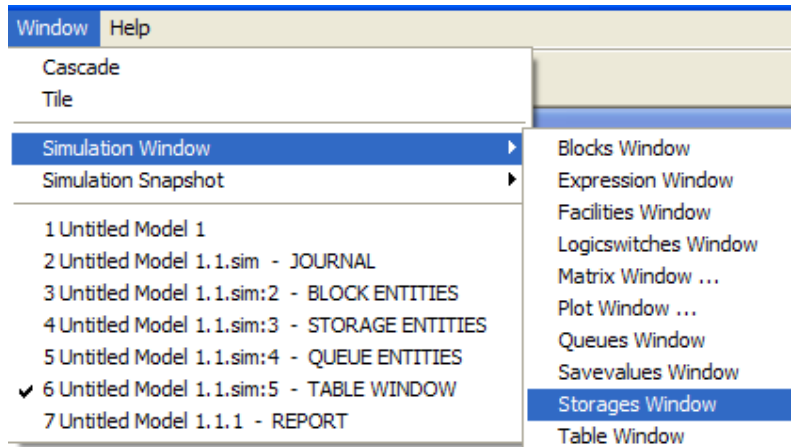 Window Help
Cascade
Tile
Simulation Window
Simulation Snapshot
1 Untitled Model 1
2 Untitled Model 1.1.sim - JOURNAL
3 Untitled Model 1.1.sim:2 - BLOCK ENTITIES
4 Untitled Model 1.1.sim:3 - STORAGE ENTITIES
5 Untitled Model 1.1.sim:4 - QUEUE ENTITIES
6 Untitled Model 1.1.sim:5 - TABLE WINDOW
7 Untitled Model 1.1.1 - REPORT
Blocks Window
Expression Window
Facilities Window
Logicswitches Window
Matrix Window ...
Plot Window ...
Queues Window
Savevalues Window
Storages Window
Table Window